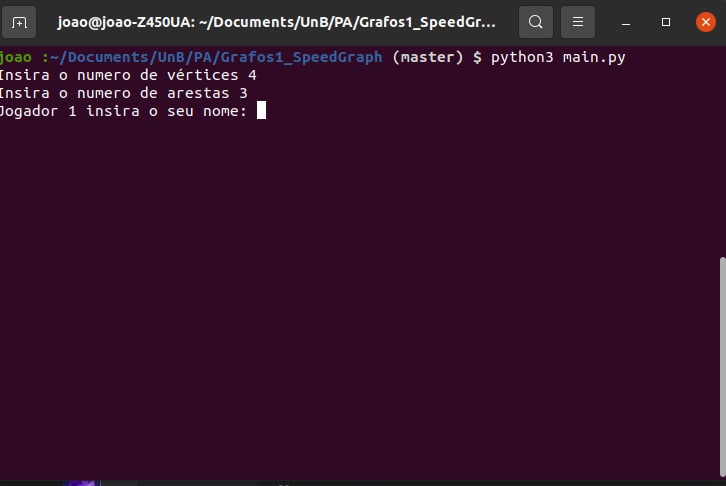 joao@joao-Z450UA: ~/Documents/UnB/PA/Grafos1_SpeedGr...
joao :~/Documents/UnB/PA/Grafos1_SpeedGraph (master) $ python3 main.py
Insira o numero de vértices 4
Insira o numero de arestas 3
Jogador 1 insira o seu nome: